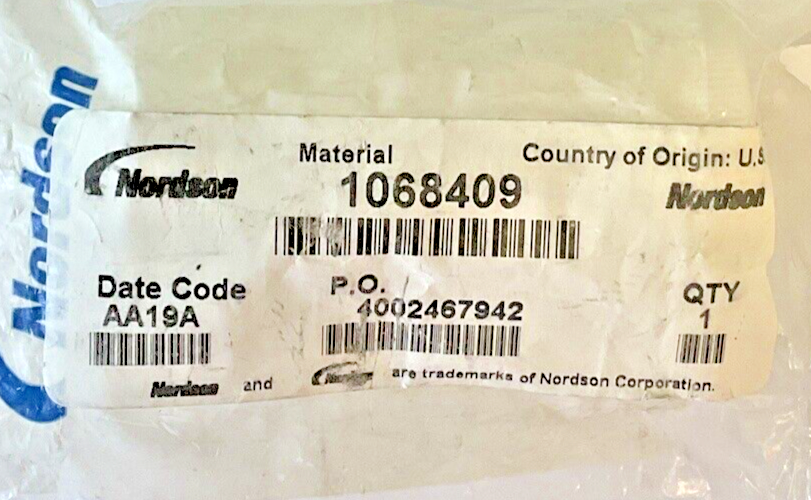 Nordson
Material
Country of Origin: U.S.
Nordson
1068409
Nordson
Date Code
P.O.
QTY
AA19A
4002467942
1
Nordson and Nordson are trademarks of Nordson Corporation.